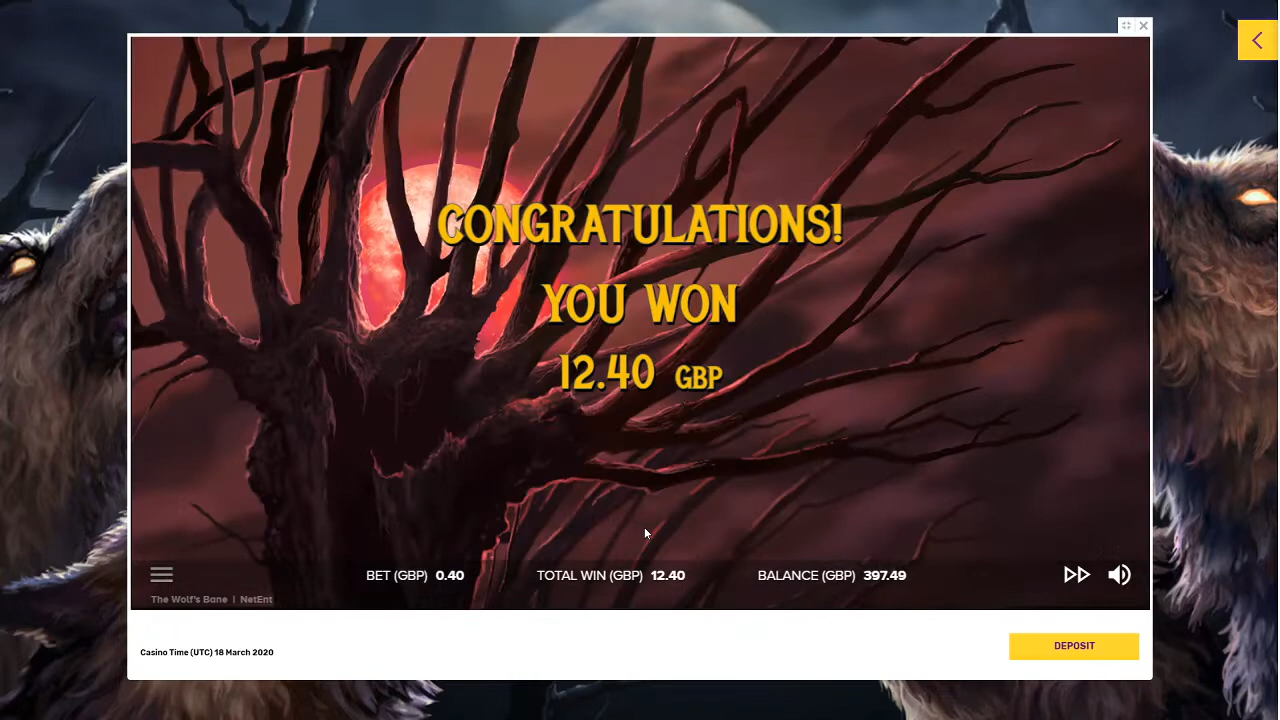 CONGRATULATIONS!
YOU WON
12.40 GBP
BET (GBP) 0.40 TOTAL WIN (GBP) 12.40 BALANCE (GBP) 397.49
The Wolf's Bane | NetEnt
Casino Time (UTC) 18 March 2020
DEPOSIT